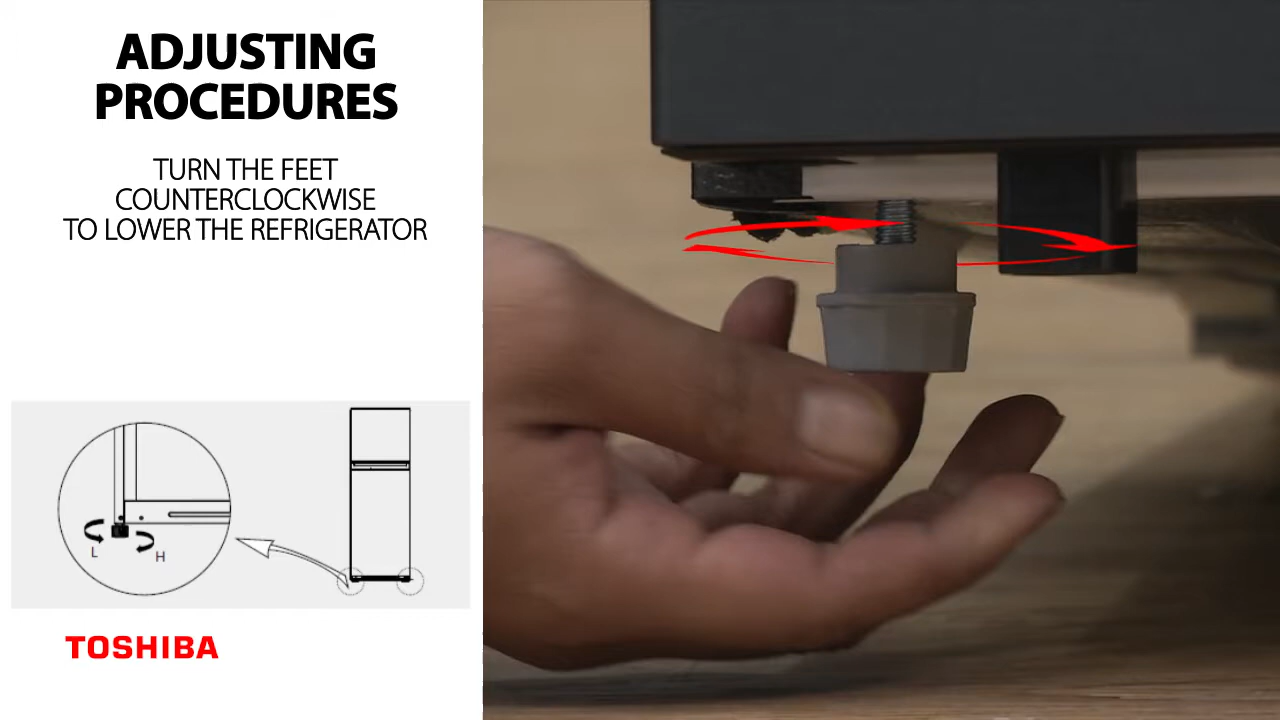 ADJUSTING
PROCEDURES
TURN THE FEET
COUNTERCLOCKWISE
TO LOWER THE REFRIGERATOR
L
H
TOSHIBA